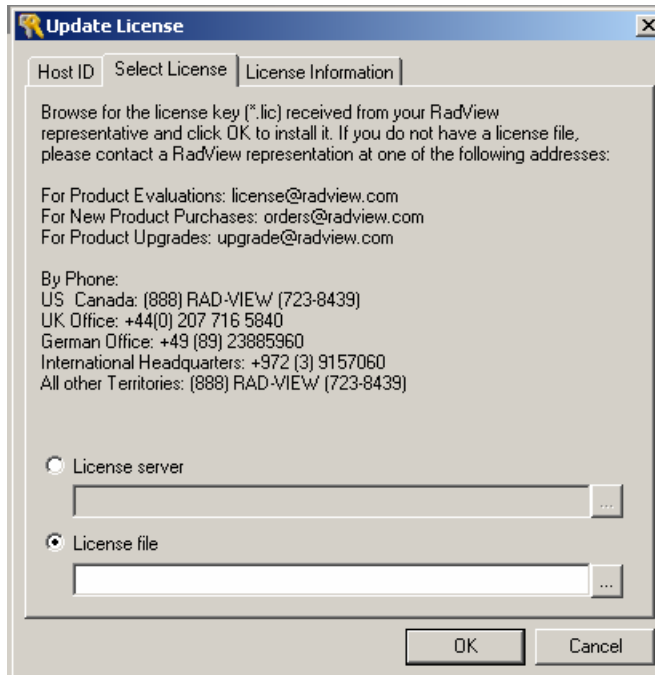 Update License
Host ID
Select License
License Information
Browse for the license key (*.lic) received from your RadView
representative and click OK to install it. If you do not have a license file,
please contact a RadView representation at one of the following addresses:
For Product Evaluations: license@radview.com
For New Product Purchases: orders@radview.com
For Product Upgrades: upgrade@radview.com
By Phone:
US  Canada: (888) RAD-VIEW (723-8439)
UK Office: +44(0) 207 716 5840
German Office: +49 (89) 23885960
International Headquarters: +972 (3) 9157060
All other Territories: (888) RAD-VIEW (723-8439)
License server
...
License file
...
OK
Cancel